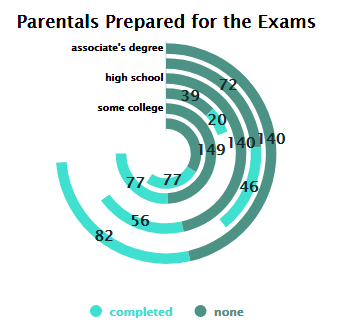 Parentals Prepared for the Exams
associate's degree
high school
some college
72
39
20
140
140
149
46
77
77
56
82
completed
none